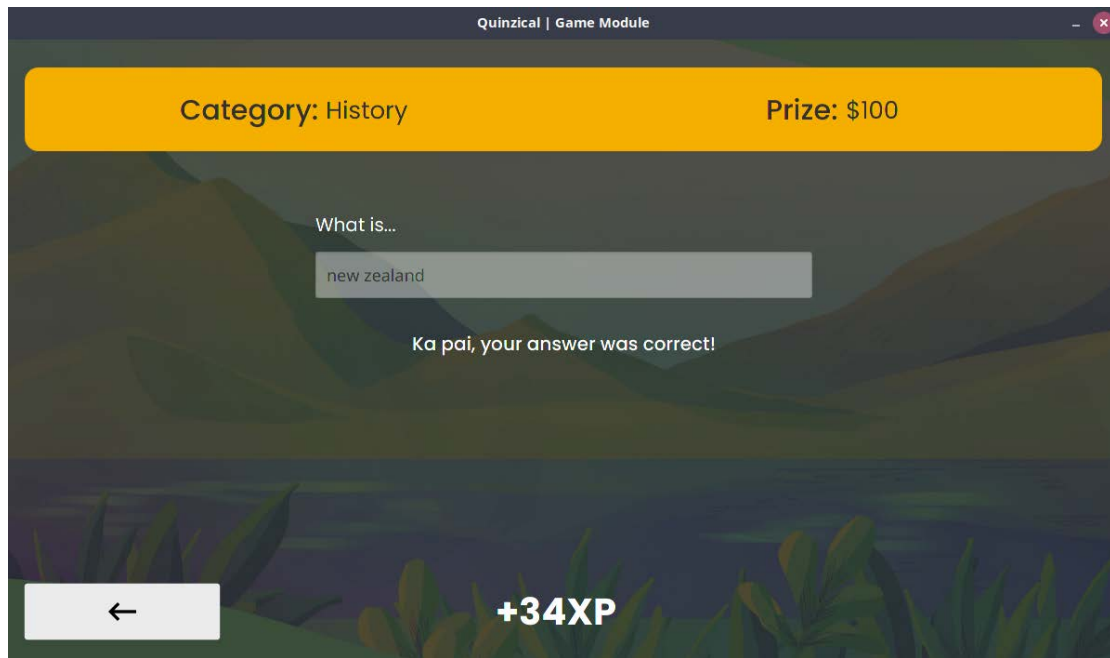 Quinzical | Game Module
Category: History
Prize: $100
What is...
new zealand
Ka pai, your answer was correct!
+34XP